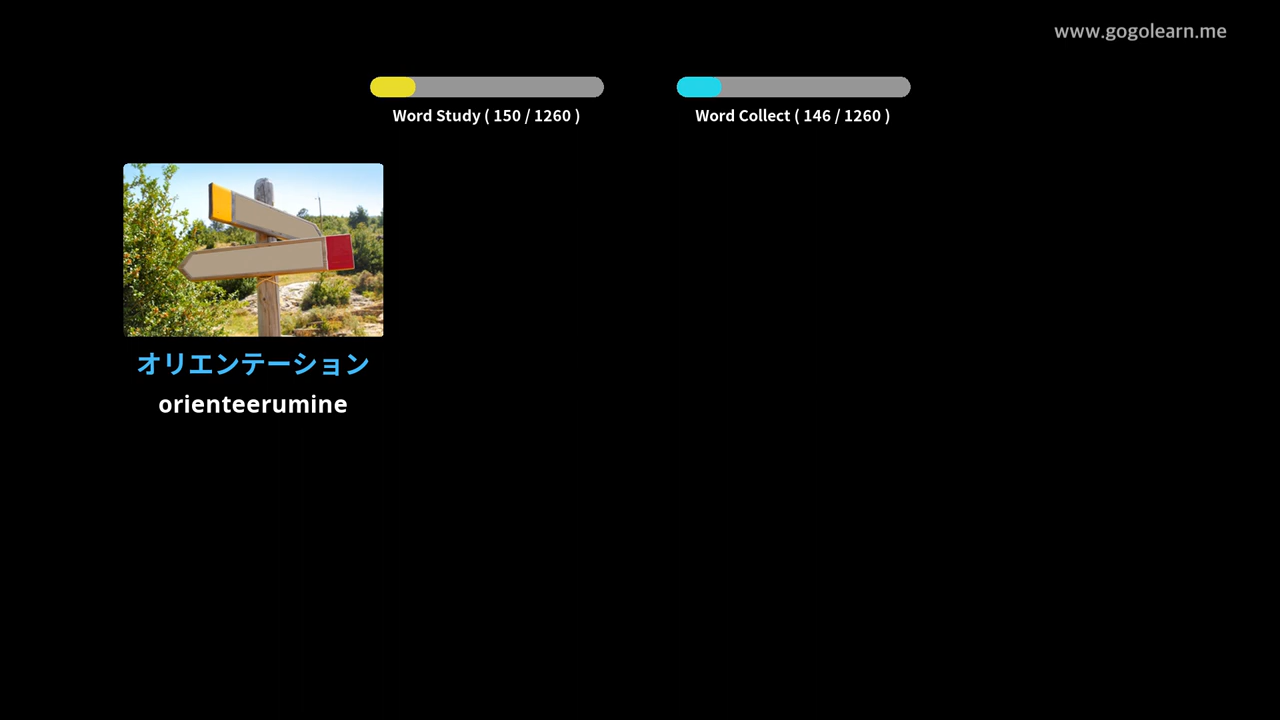 www.gogolearn.me
Word Study ( 150 / 1260 )
Word Collect ( 146 / 1260 )
オリエンテーション
orienteerumine